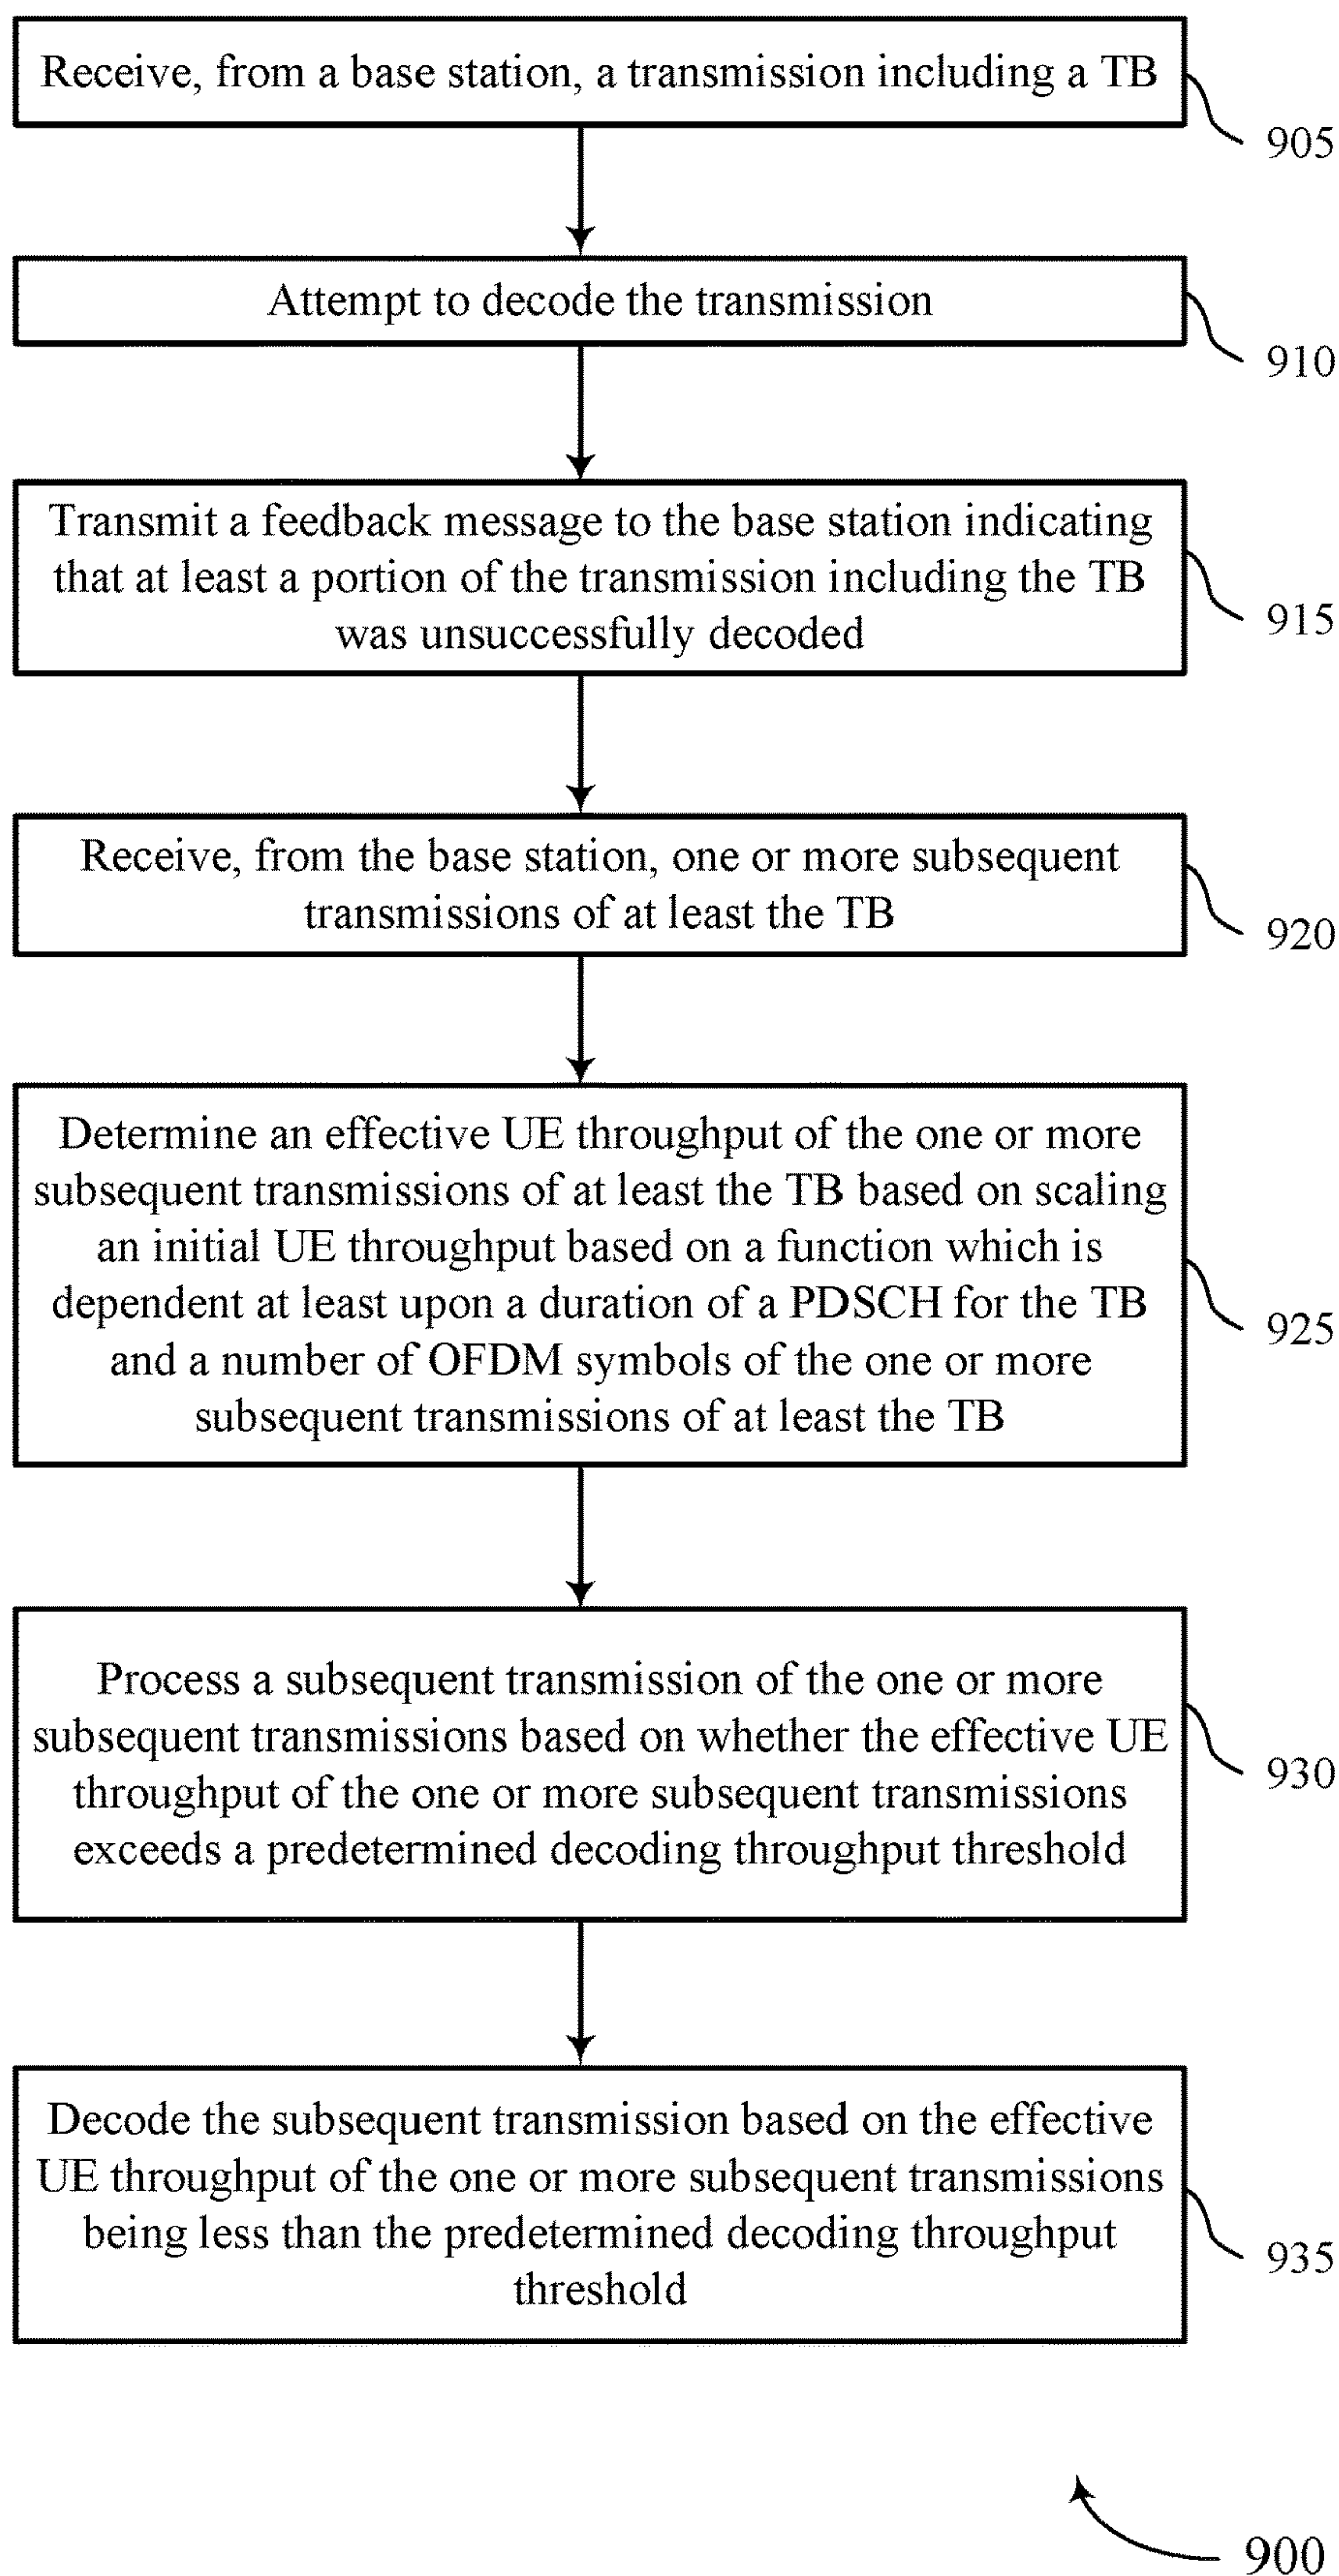 Receive, from a base station, a transmission including a TB
905
Attempt to decode the transmission
910
Transmit a feedback message to the base station indicating
that at least a portion of the transmission including the TB
was unsuccessfully decoded
915
Receive, from the base station, one or more subsequent
transmissions of at least the TB
920
Determine an effective UE throughput of the one or more
subsequent transmissions of at least the TB based on scaling
an initial UE throughput based on a function which is
dependent at least upon a duration of a PDSCH for the TB
and a number of OFDM symbols of the one or more
subsequent transmissions of at least the TB
925
Process a subsequent transmission of the one or more
subsequent transmissions based on whether the effective UE
throughput of the one or more subsequent transmissions
exceeds a predetermined decoding throughput threshold
930
Decode the subsequent transmission based on the effective
UE throughput of the one or more subsequent transmissions
being less than the predetermined decoding throughput
threshold
935
900